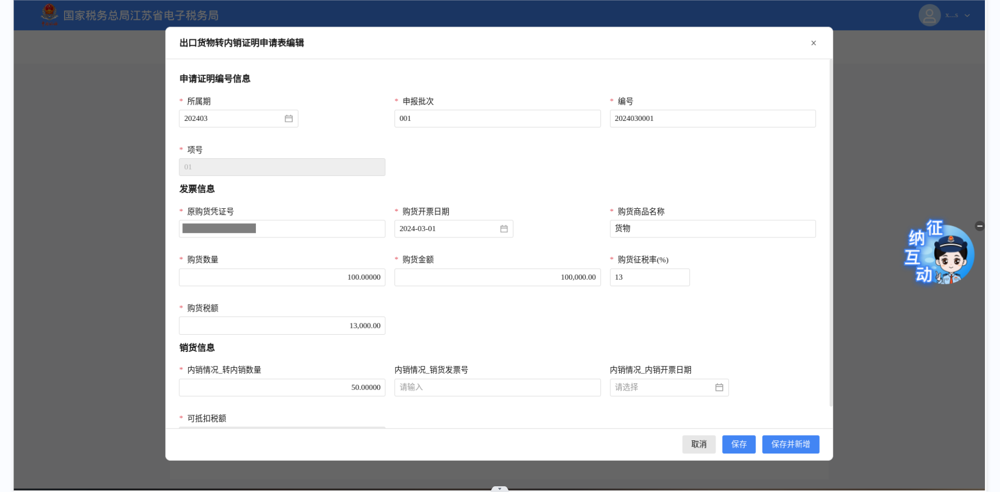 国家税务总局江苏省电子税务局
x...s
出口货物转内销证明申请表编辑
申请证明编号信息
* 所属期
* 申报批次
* 编号
202403
001
2024030001
* 项号
01
发票信息
* 原购货凭证号
* 购货开票日期
* 购货商品名称
2024-03-01
货物
* 购货数量
* 购货金额
* 购货征税率(%)
100.00000
100,000.00
13
* 购货税额
13,000.00
销货信息
* 内销情况_转内销数量
内销情况_销货发票号
内销情况_内销开票日期
50.00000
请输入
请选择
* 可抵扣税额
取消
保存
保存并新增
征
纳
互
动